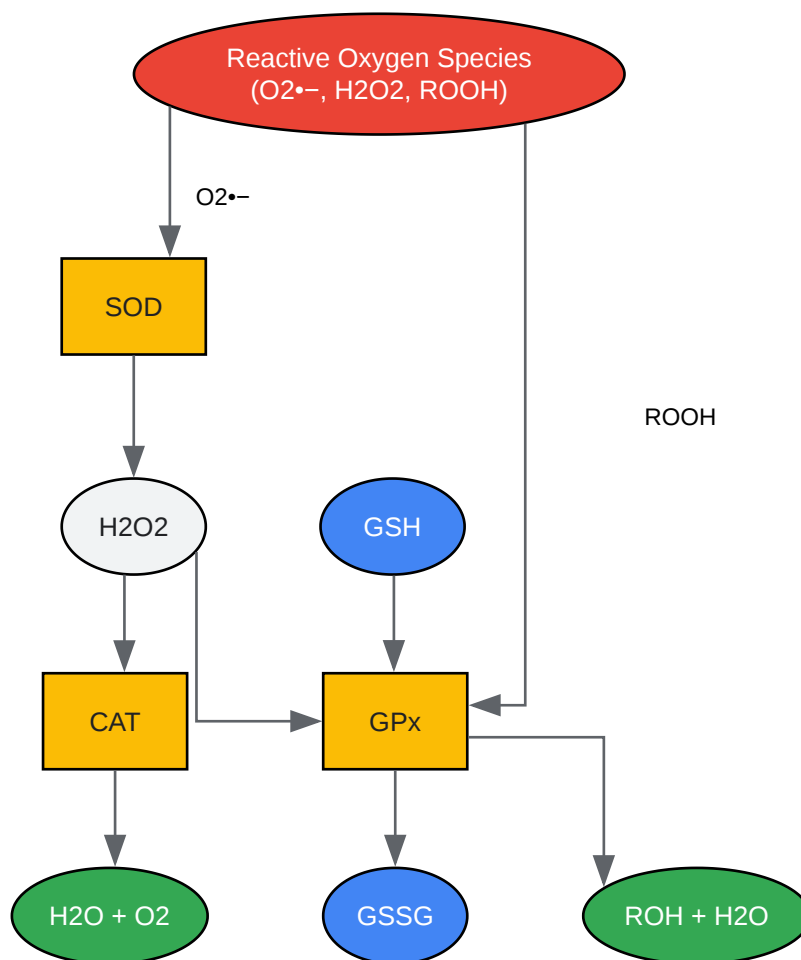 Reactive Oxygen Species
(O2•−, H2O2, ROOH)
O2•−
SOD
ROOH
H2O2
GSH
CAT
GPx
H2O + O2
GSSG
ROH + H2O